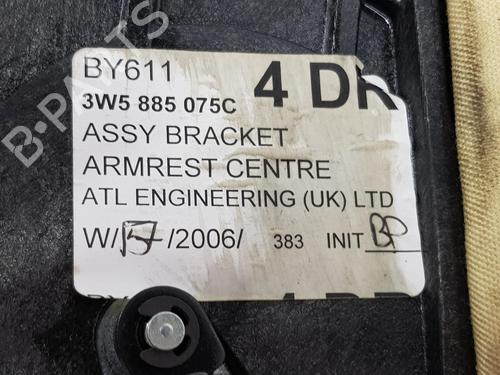 BY611
4 DR
3W5 885 075C
ASSY BRACKET
ARMREST CENTRE
ATL ENGINEERING (UK) LTD
W/ /2006/ 383 INIT BP
B-PARTS